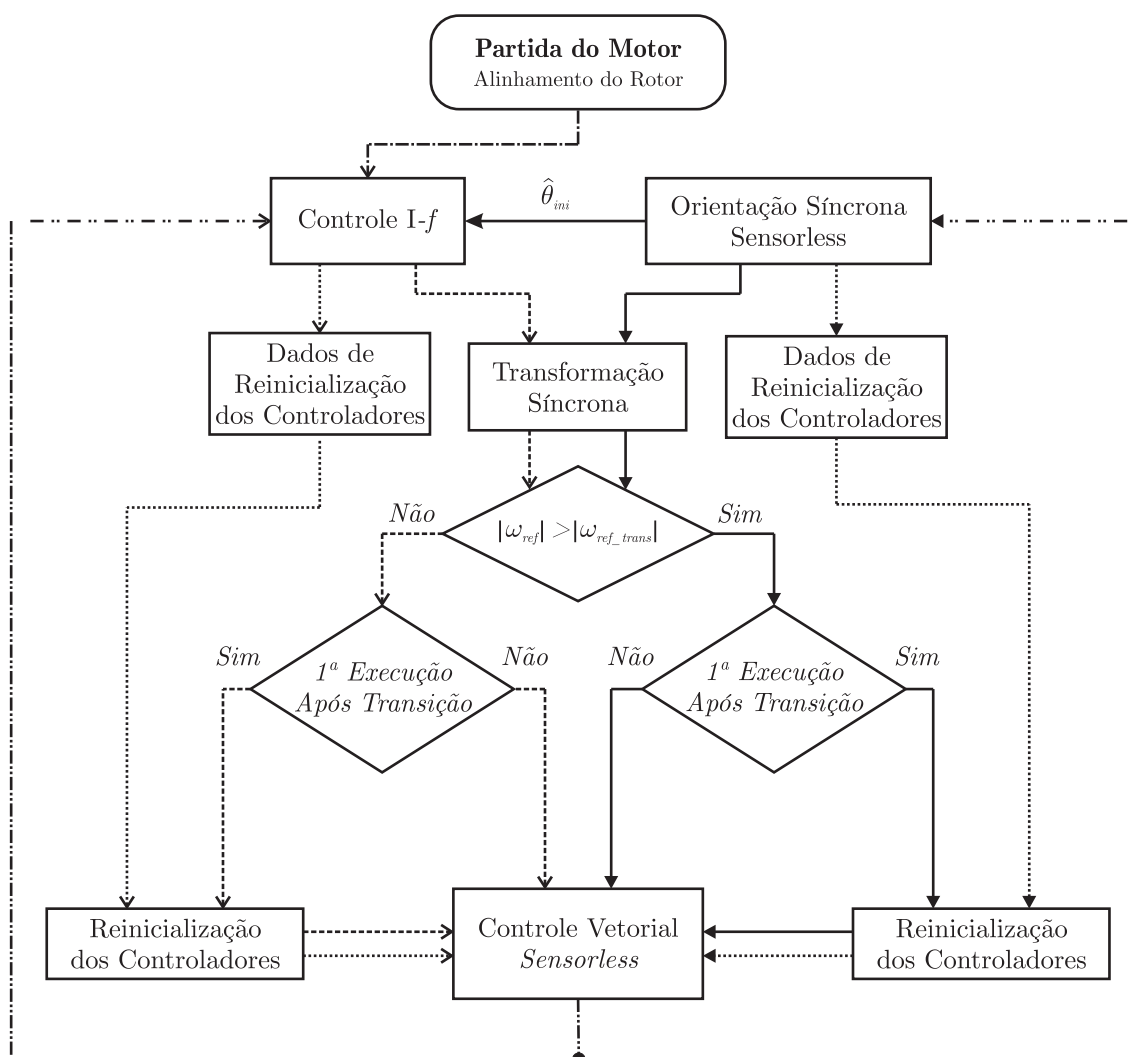 Partida do Motor
Alinhamento do Rotor
Controle I-f
θ̂ini
Orientação Síncrona
Sensorless
Dados de
Reinicialização
dos Controladores
Transformação
Síncrona
Dados de
Reinicialização
dos Controladores
Não
|ωref| >|ωref_trans|
Sim
Sim
1ª Execução
Após Transição
Não
Não
1ª Execução
Após Transição
Sim
Reinicialização
dos Controladores
Controle Vetorial
Sensorless
Reinicialização
dos Controladores